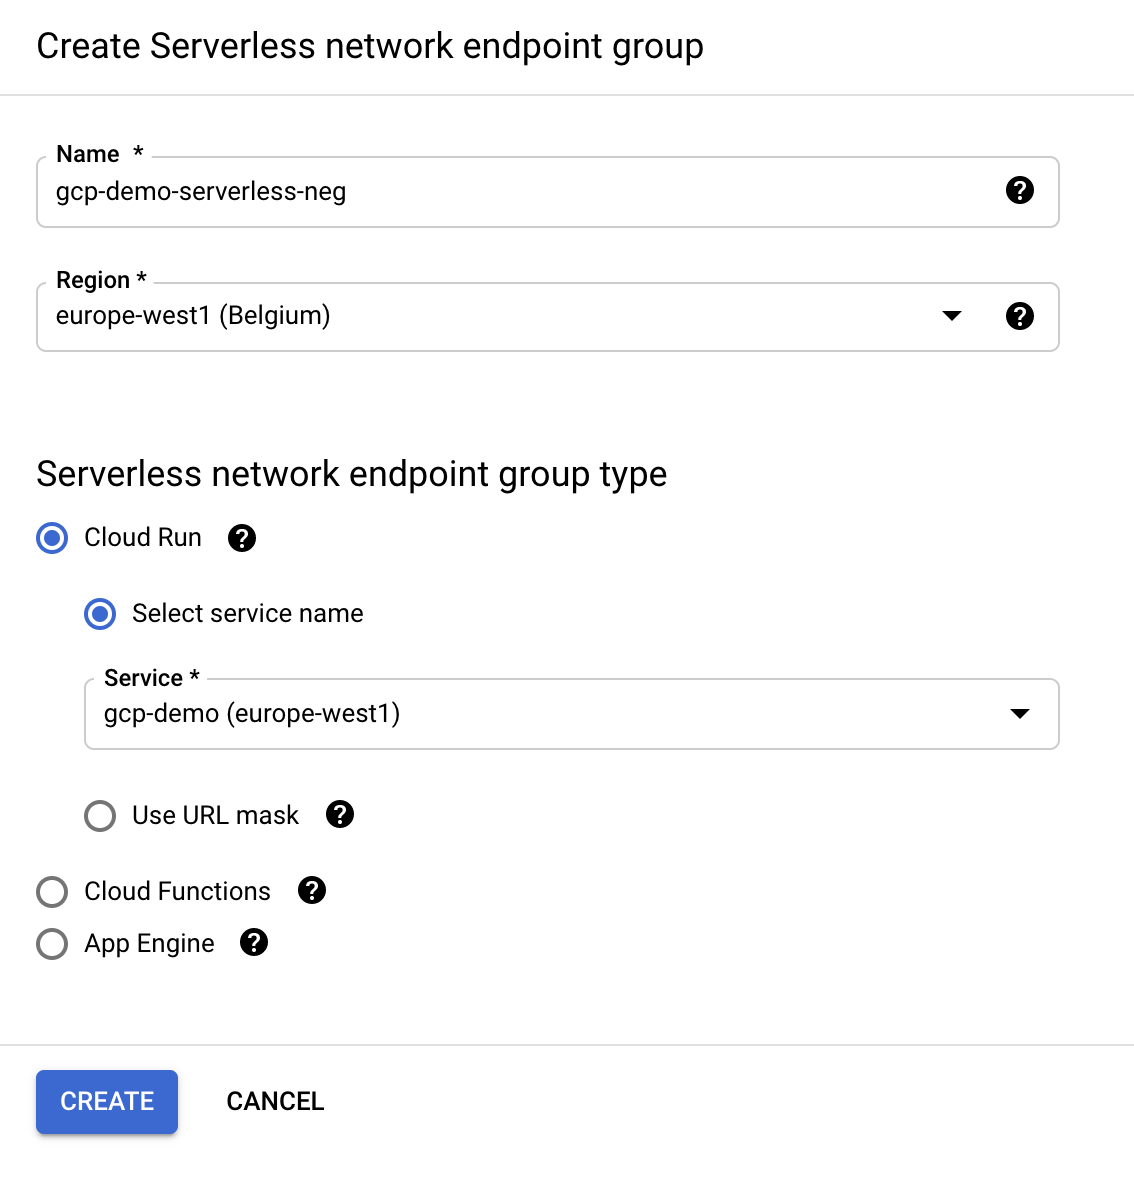 Create Serverless network endpoint group
Name *
gcp-demo-serverless-neg
Region *
europe-west1 (Belgium)
Serverless network endpoint group type
Cloud Run
Select service name
Service *
gcp-demo (europe-west1)
Use URL mask
Cloud Functions
App Engine
CREATE CANCEL